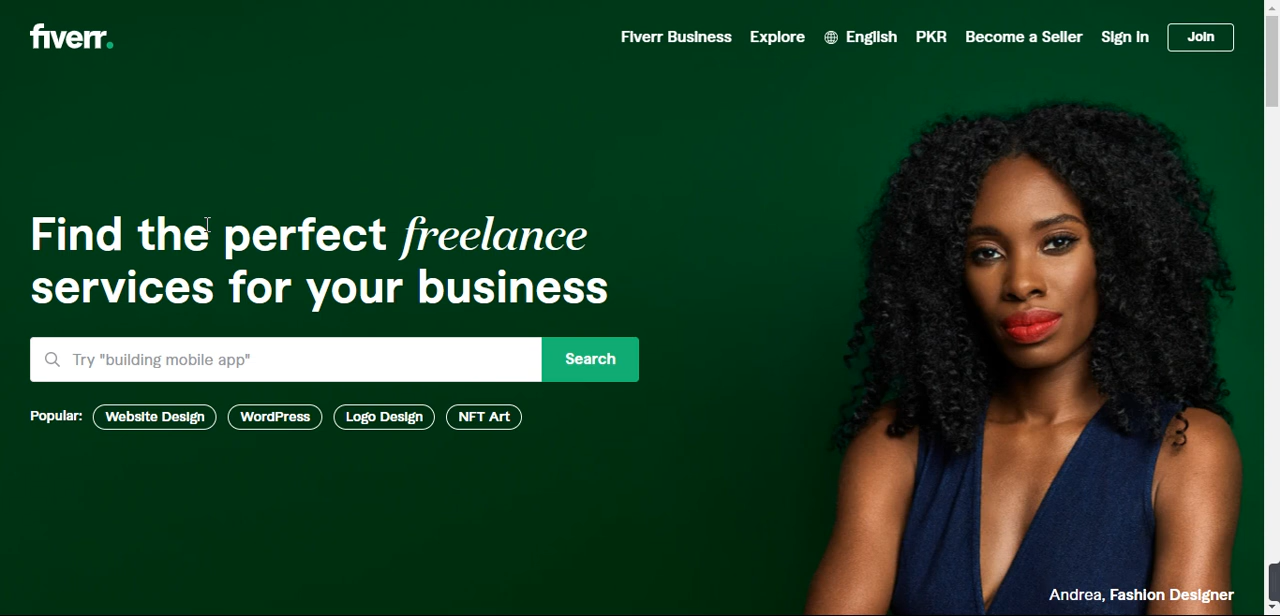 fiverr.
Fiverr Business Explore English PKR Become a Seller Sign in Join
Find the perfect freelance
services for your business
Try "building mobile app" Search
Popular: Website Design WordPress Logo Design NFT Art
Andrea, Fashion Designer